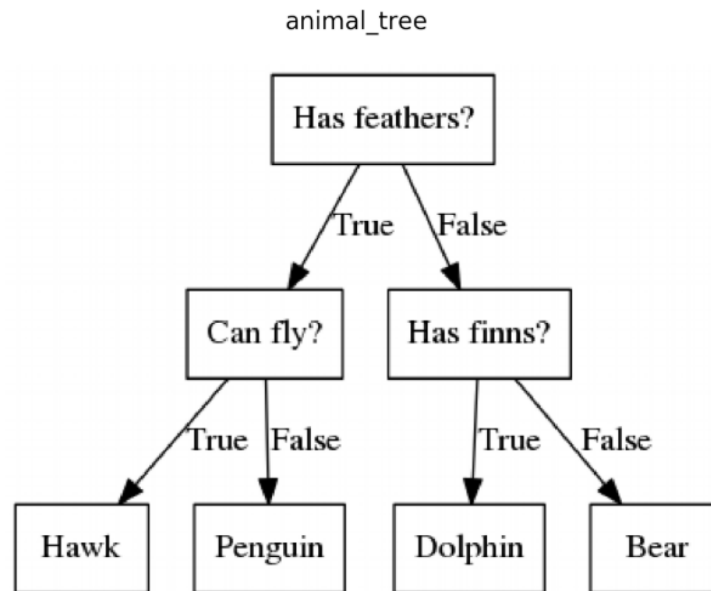 animal_tree
Has feathers?
True False
Can fly? Has finns?
True False True False
Hawk Penguin Dolphin Bear